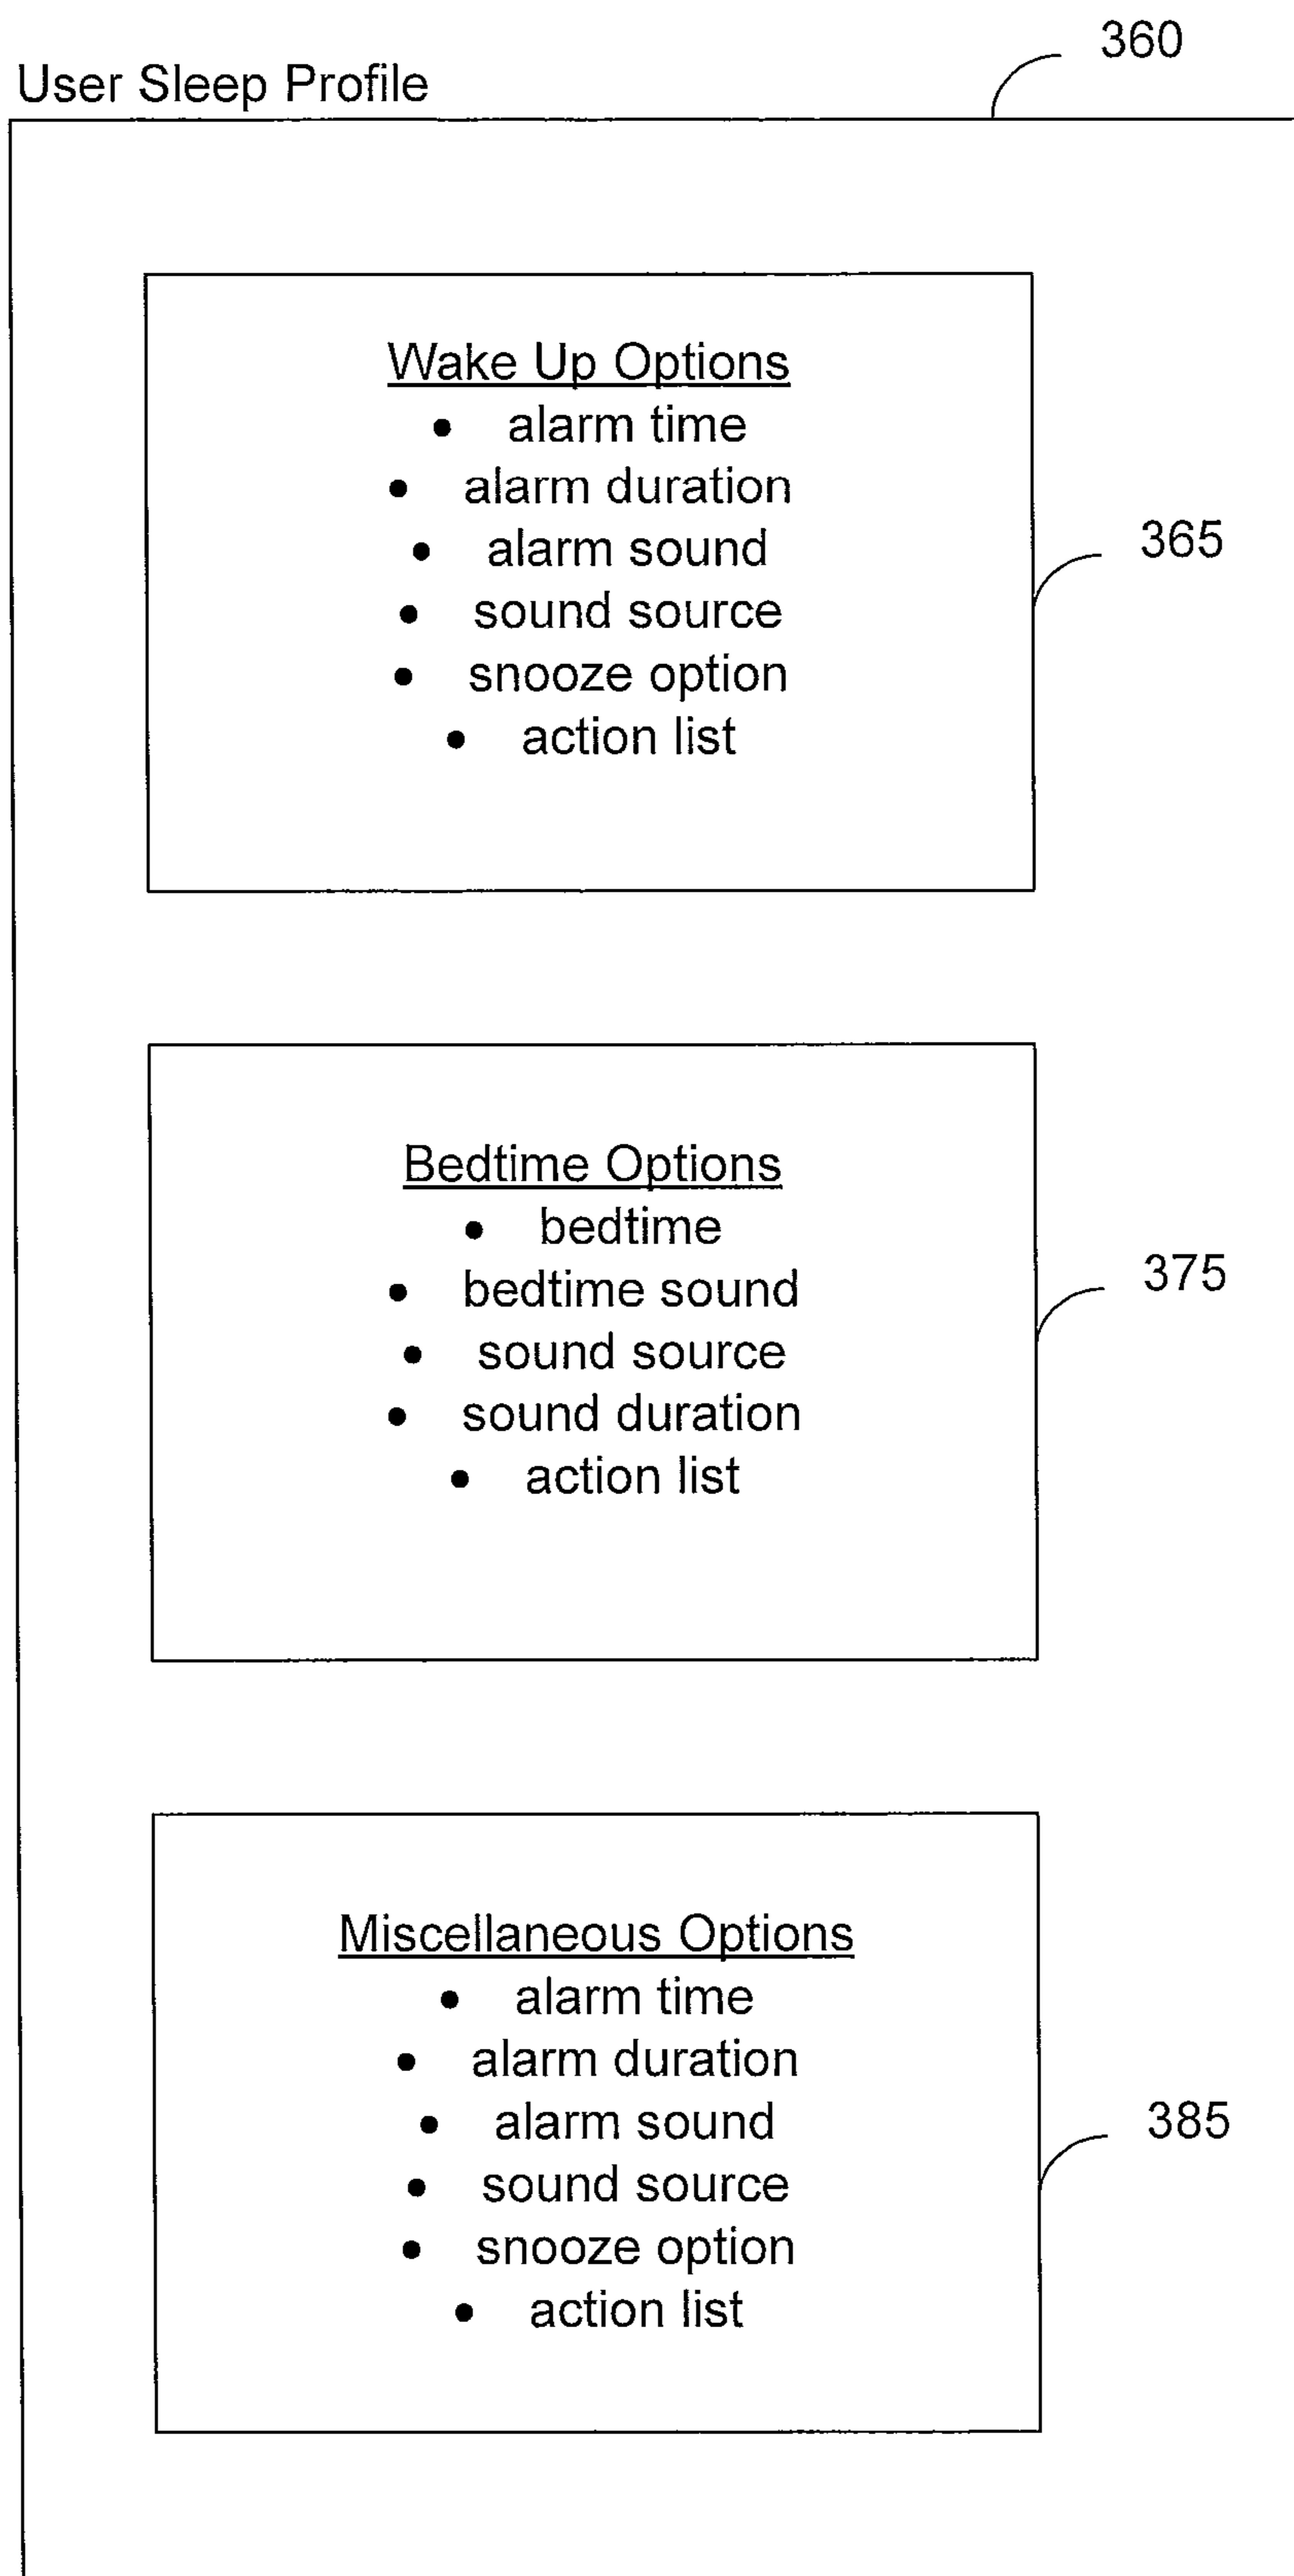 360
User Sleep Profile
Wake Up Options
• alarm time
• alarm duration
• alarm sound
• sound source
• snooze option
• action list
365
Bedtime Options
• bedtime
• bedtime sound
• sound source
• sound duration
• action list
375
Miscellaneous Options
• alarm time
• alarm duration
• alarm sound
• sound source
• snooze option
• action list
385